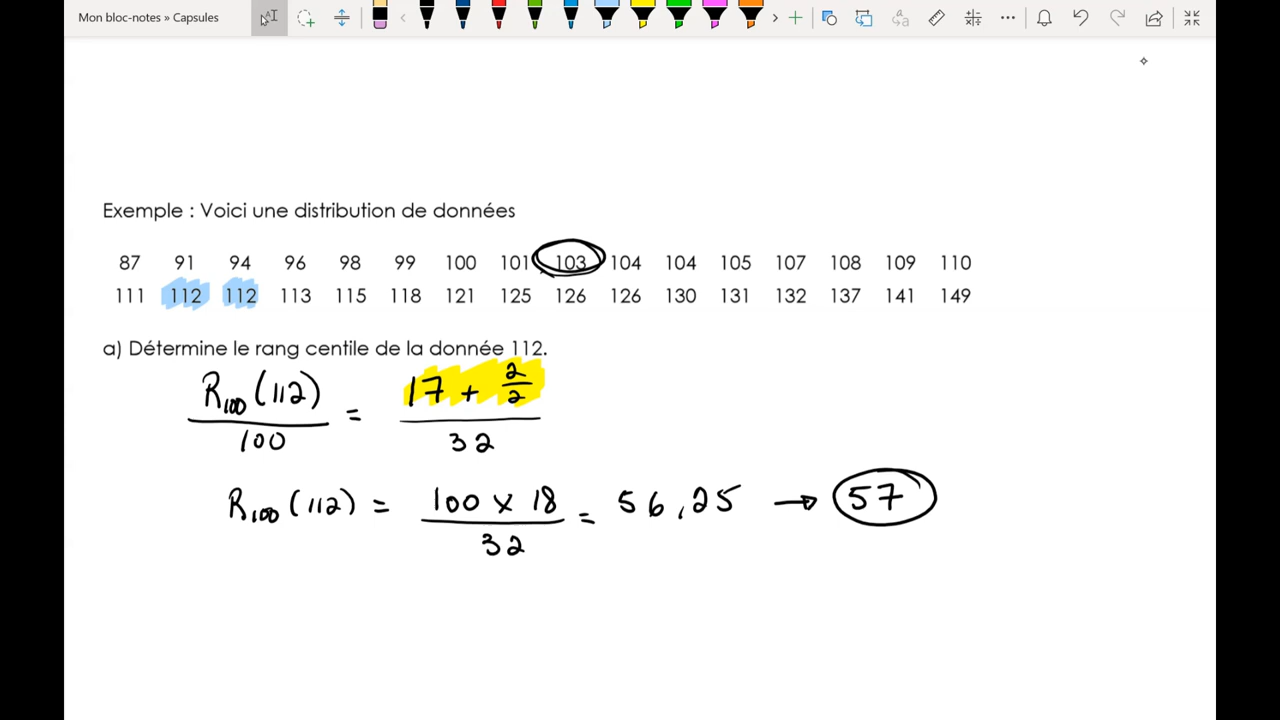 Mon bloc-notes » Capsules
Exemple : Voici une distribution de données
87 91 94 96 98 99 100 101 103 104 104 105 107 108 109 110
111 112 112 113 115 118 121 125 126 126 130 131 132 137 141 149
a) Détermine le rang centile de la donnée 112.
R₁₀₀(112)/100 = (17 + 2/2)/32
R₁₀₀(112) = (100 x 18)/32 = 56,25 → 57